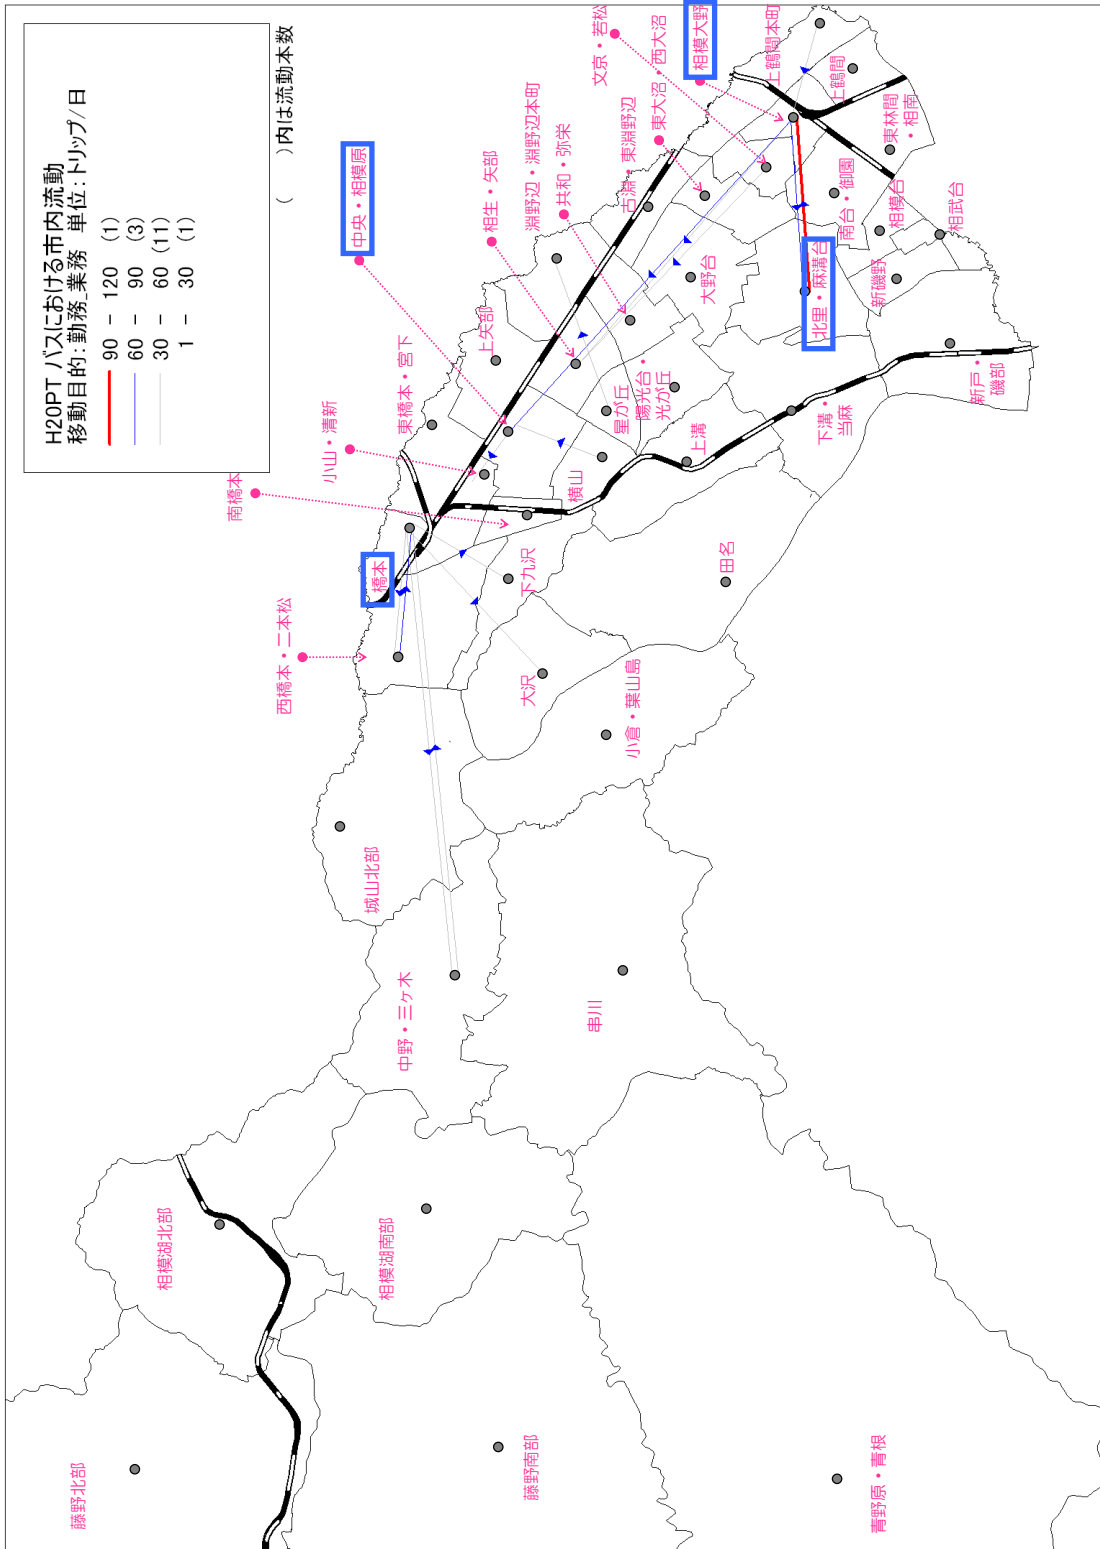 H20PT バスにおける市内流動
移動目的：勤務_業務 単位：トリップ/日
90 － 120 (1)
60 － 90 (3)
30 － 60 (11)
1 － 30 (1)
( )内は流動本数
藤野北部
相模湖北部
藤野南部
相模湖南部
青野原・青根
中野・三ヶ木
串川
城山北部
小倉・葉山島
西橋本・二本松
大沢
橋本
下九沢
田名
南橋本
小山・清新
東橋本・宮下
横山
上溝
中央・相模原
上矢部
星が丘
陽光台・
光が丘
下溝・
当麻
相生・矢部
淵野辺・淵野辺本町
共和・弥栄
大野台
古淵・東淵野辺
東大沼・西大沼
文京・若松
相模大野
北里・麻溝台
新戸・
磯部
新磯野
南台・御園
相模台
相武台
上鶴間本町
上鶴間
東林間
・相南